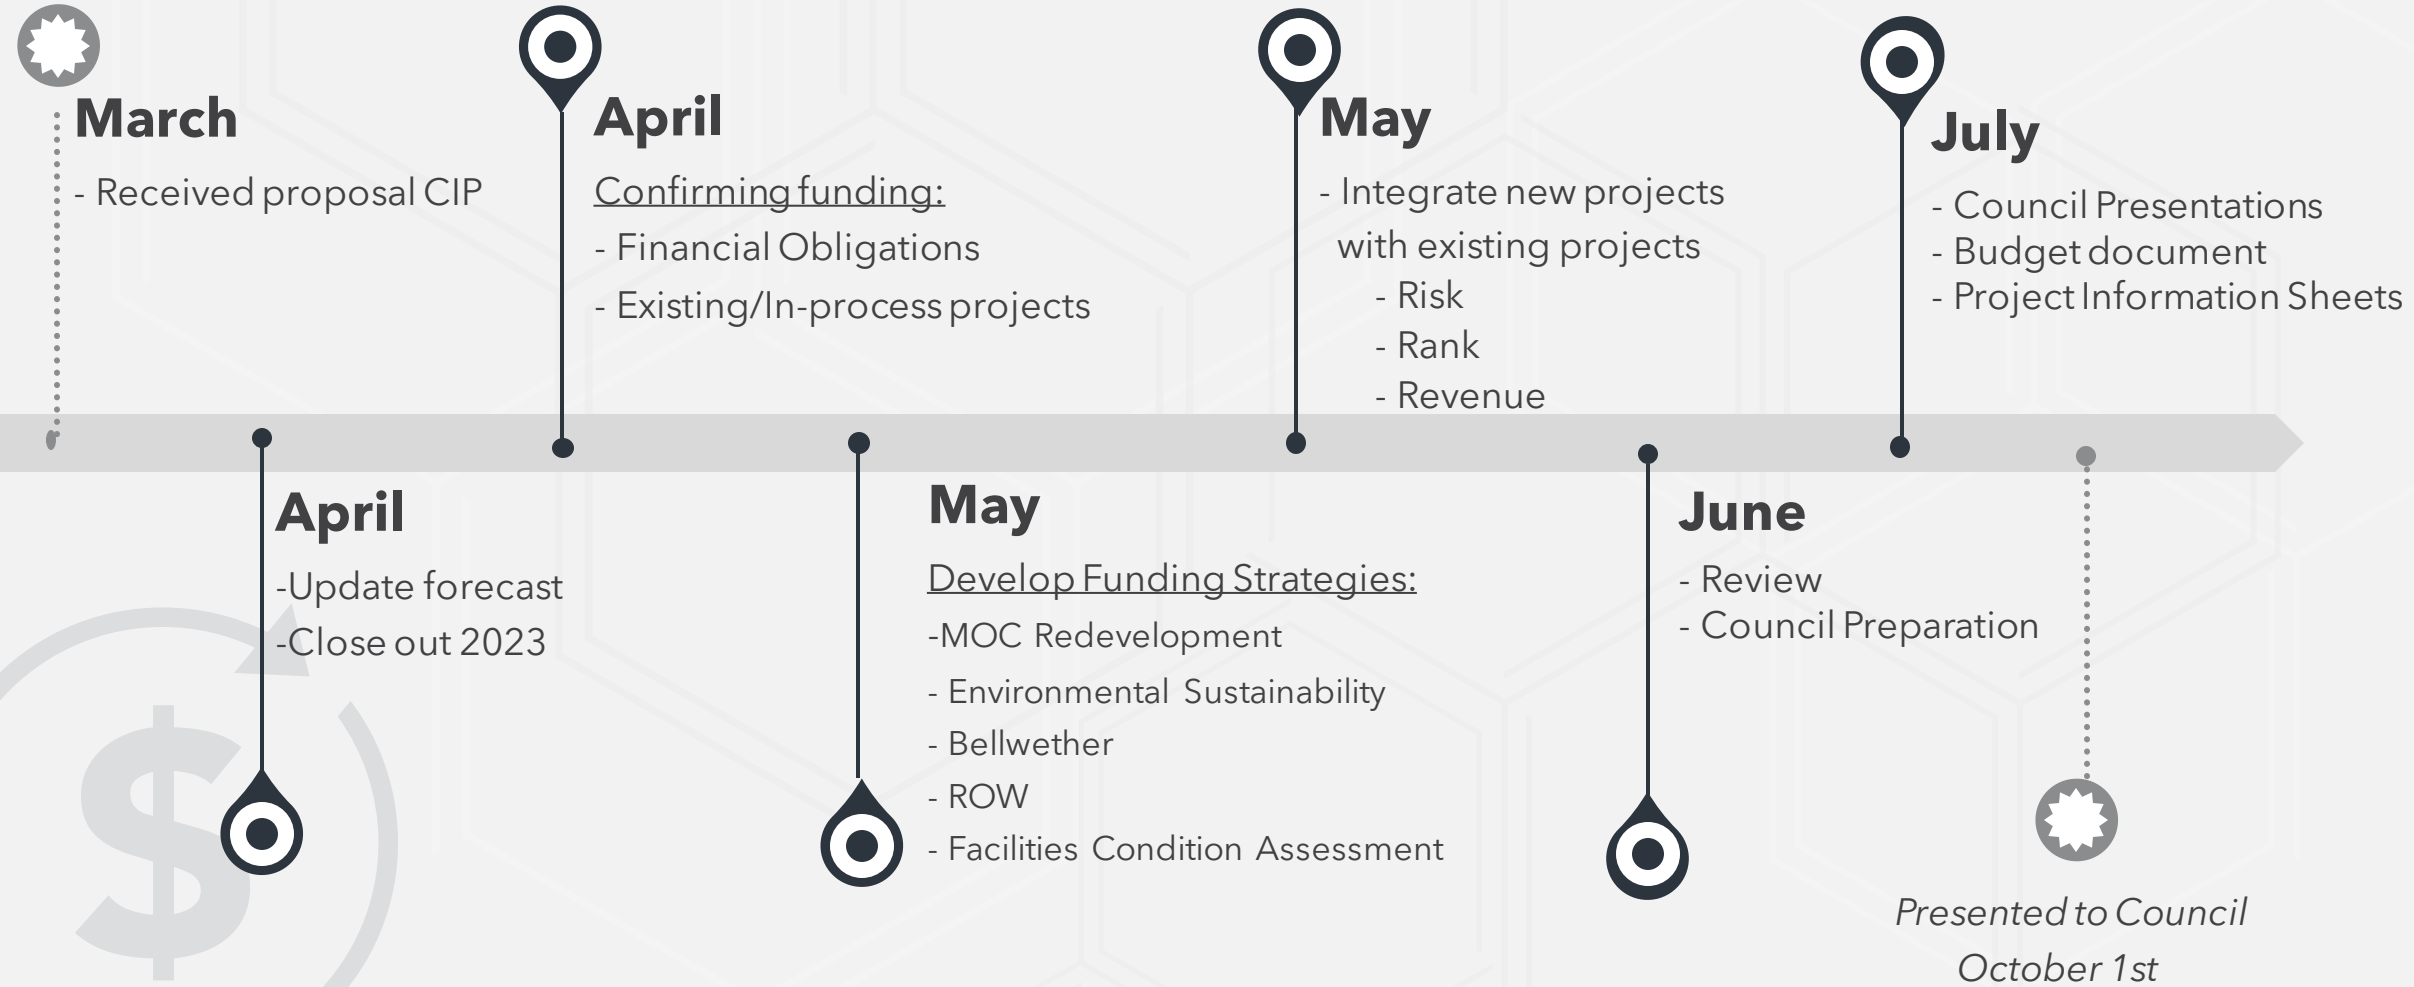 March
- Received proposal CIP
April
-Update forecast
-Close out 2023
April
Confirming funding:
- Financial Obligations
- Existing/In-process projects
May
Develop Funding Strategies:
-MOC Redevelopment
- Environmental Sustainability
- Bellwether
- ROW
- Facilities Condition Assessment
May
- Integrate new projects
with existing projects
- Risk
- Rank
- Revenue
June
- Review
- Council Preparation
July
- Council Presentations
- Budget document
- Project Information Sheets
Presented to Council
October 1st
$